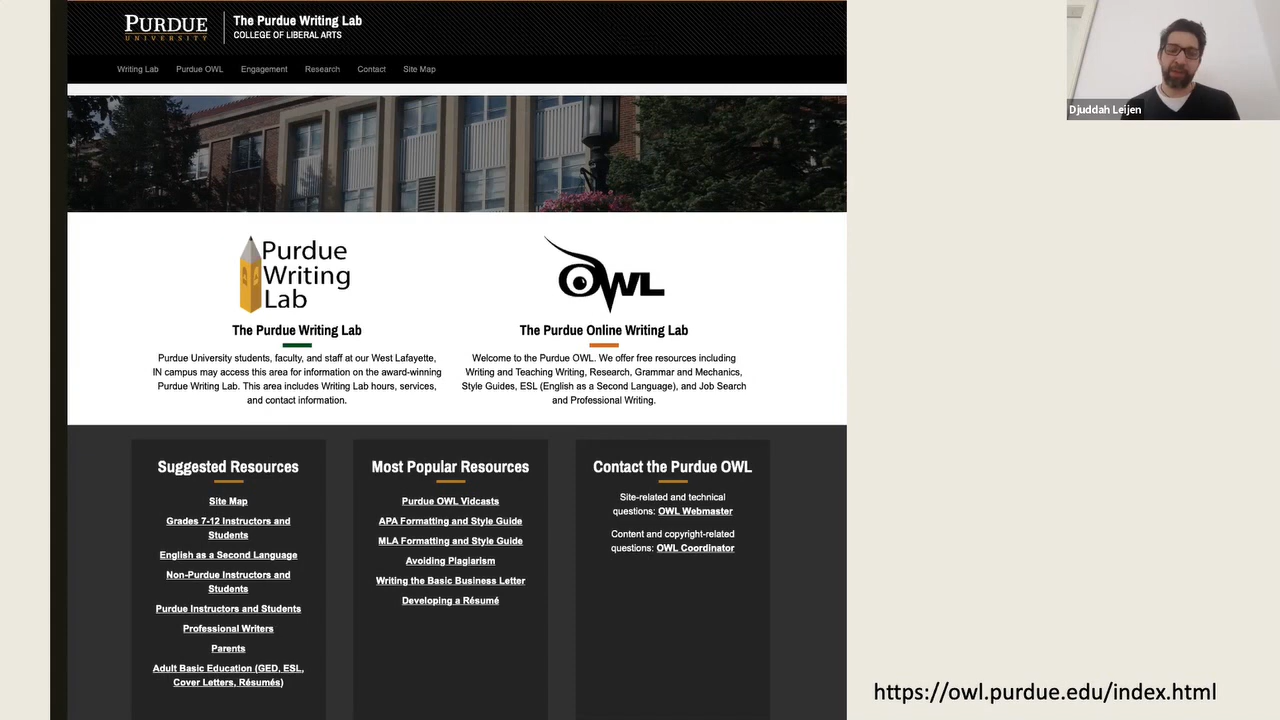 PURDUE
UNIVERSITY
The Purdue Writing Lab
COLLEGE OF LIBERAL ARTS
Writing Lab
Purdue OWL
Engagement
Research
Contact
Site Map
Djuddah Leijen
Purdue
Writing
Lab
The Purdue Writing Lab
Purdue University students, faculty, and staff at our West Lafayette,
IN campus may access this area for information on the award-winning
Purdue Writing Lab. This area includes Writing Lab hours, services,
and contact information.
OWL
The Purdue Online Writing Lab
Welcome to the Purdue OWL. We offer free resources including
Writing and Teaching Writing, Research, Grammar and Mechanics,
Style Guides, ESL (English as a Second Language), and Job Search
and Professional Writing.
Suggested Resources
Site Map
Grades 7-12 Instructors and
Students
English as a Second Language
Non-Purdue Instructors and
Students
Purdue Instructors and Students
Professional Writers
Parents
Adult Basic Education (GED, ESL,
Cover Letters, Résumés)
Most Popular Resources
Purdue OWL Vidcasts
APA Formatting and Style Guide
MLA Formatting and Style Guide
Avoiding Plagiarism
Writing the Basic Business Letter
Developing a Résumé
Contact the Purdue OWL
Site-related and technical
questions: OWL Webmaster
Content and copyright-related
questions: OWL Coordinator
https://owl.purdue.edu/index.html